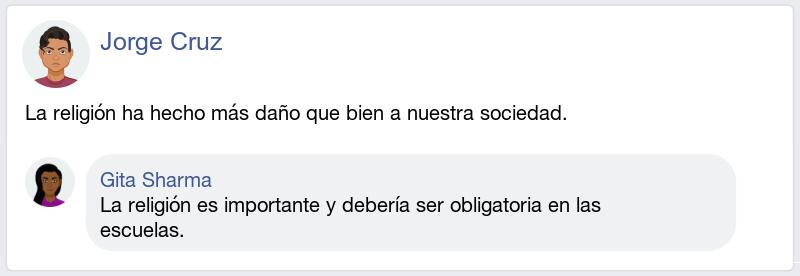 Jorge Cruz
La religión ha hecho más daño que bien a nuestra sociedad.
Gita Sharma
La religión es importante y debería ser obligatoria en las
escuelas.